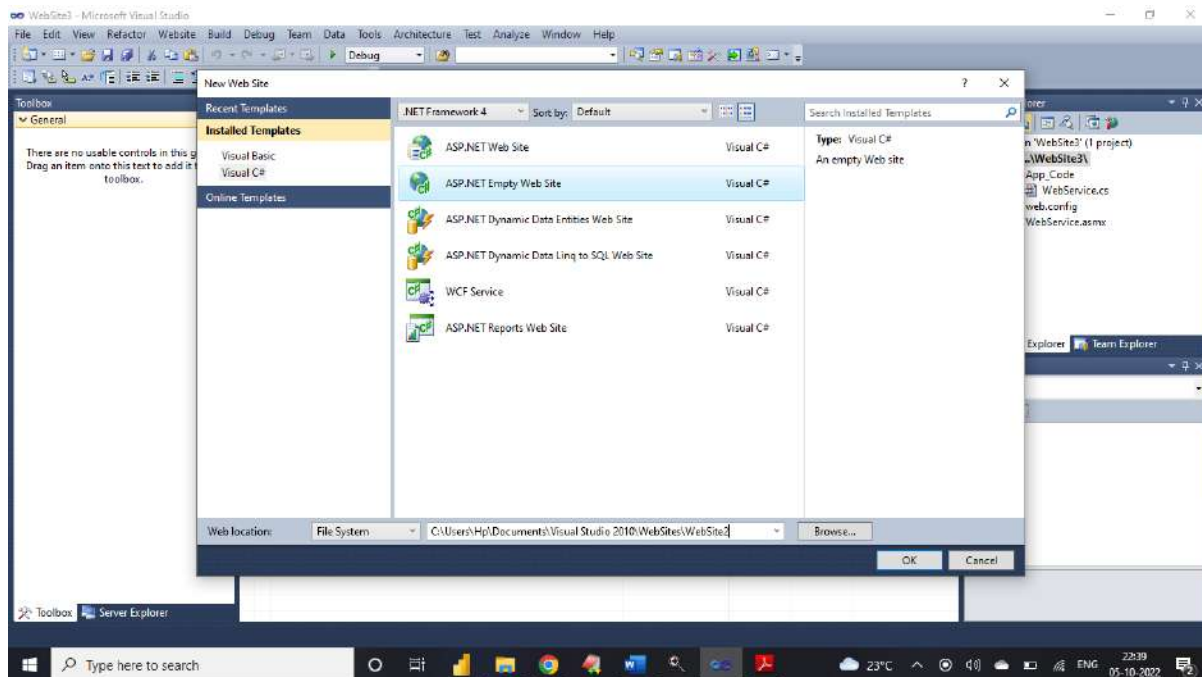 WebSite3 - Microsoft Visual Studio
File Edit View Refactor Website Build Debug Team Data Tools Architecture Test Analyze Window Help
Debug
New Web Site
Toolbox
General
There are no usable controls in this g
Drag an item onto this text to add it t
toolbox.
Recent Templates
Installed Templates
Visual Basic
Visual C#
Online Templates
.NET Framework 4 Sort by: Default
ASP.NET Web Site Visual C#
ASP.NET Empty Web Site Visual C#
ASP.NET Dynamic Data Entities Web Site Visual C#
ASP.NET Dynamic Data Linq to SQL Web Site Visual C#
WCF Service Visual C#
ASP.NET Reports Web Site Visual C#
Search Installed Templates
Type: Visual C#
An empty Web site
orer
n 'WebSite3' (1 project)
..\WebSite3\
App_Code
WebService.cs
web.config
WebService.asmx
Explorer Team Explorer
Web location: File System C:\Users\Hp\Documents\Visual Studio 2010\WebSites\WebSite2 Browse...
OK Cancel
Toolbox Server Explorer
Type here to search
23°C ENG 22:39
05-10-2022